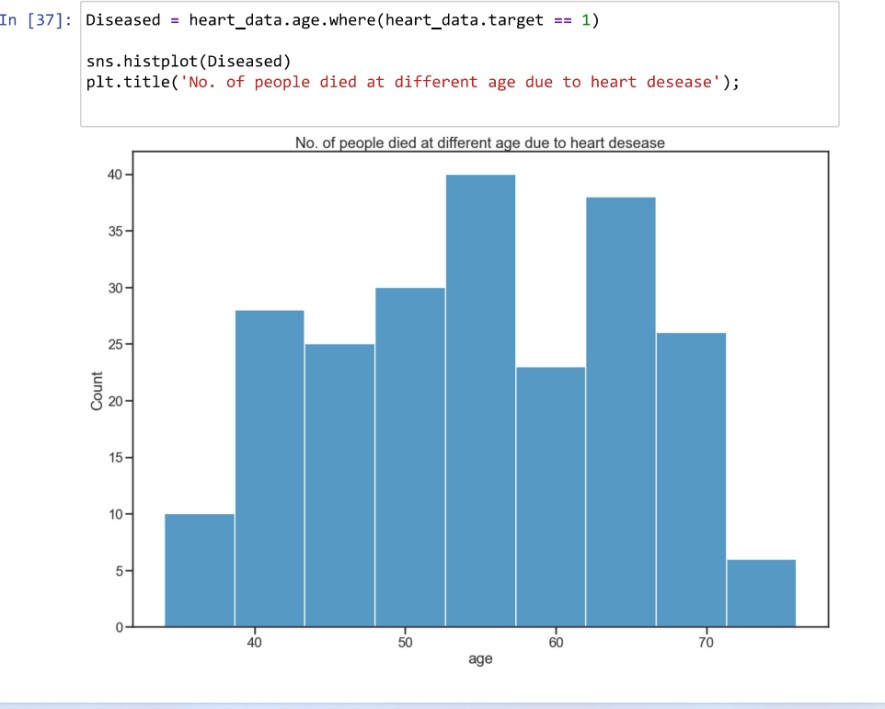 In [37]: Diseased = heart_data.age.where(heart_data.target == 1)
sns.histplot(Diseased)
plt.title('No. of people died at different age due to heart desease');
No. of people died at different age due to heart desease
40
35
30
25
20
15
10
5
0
Count
40 50 60 70
age